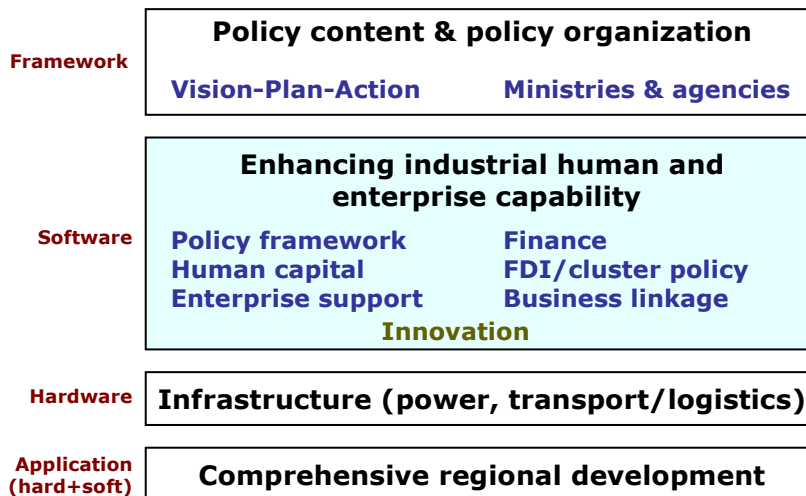 Framework
Policy content & policy organization
Vision-Plan-Action Ministries & agencies
Software
Enhancing industrial human and
enterprise capability
Policy framework Finance
Human capital FDI/cluster policy
Enterprise support Business linkage
Innovation
Hardware
Infrastructure (power, transport/logistics)
Application
(hard+soft)
Comprehensive regional development